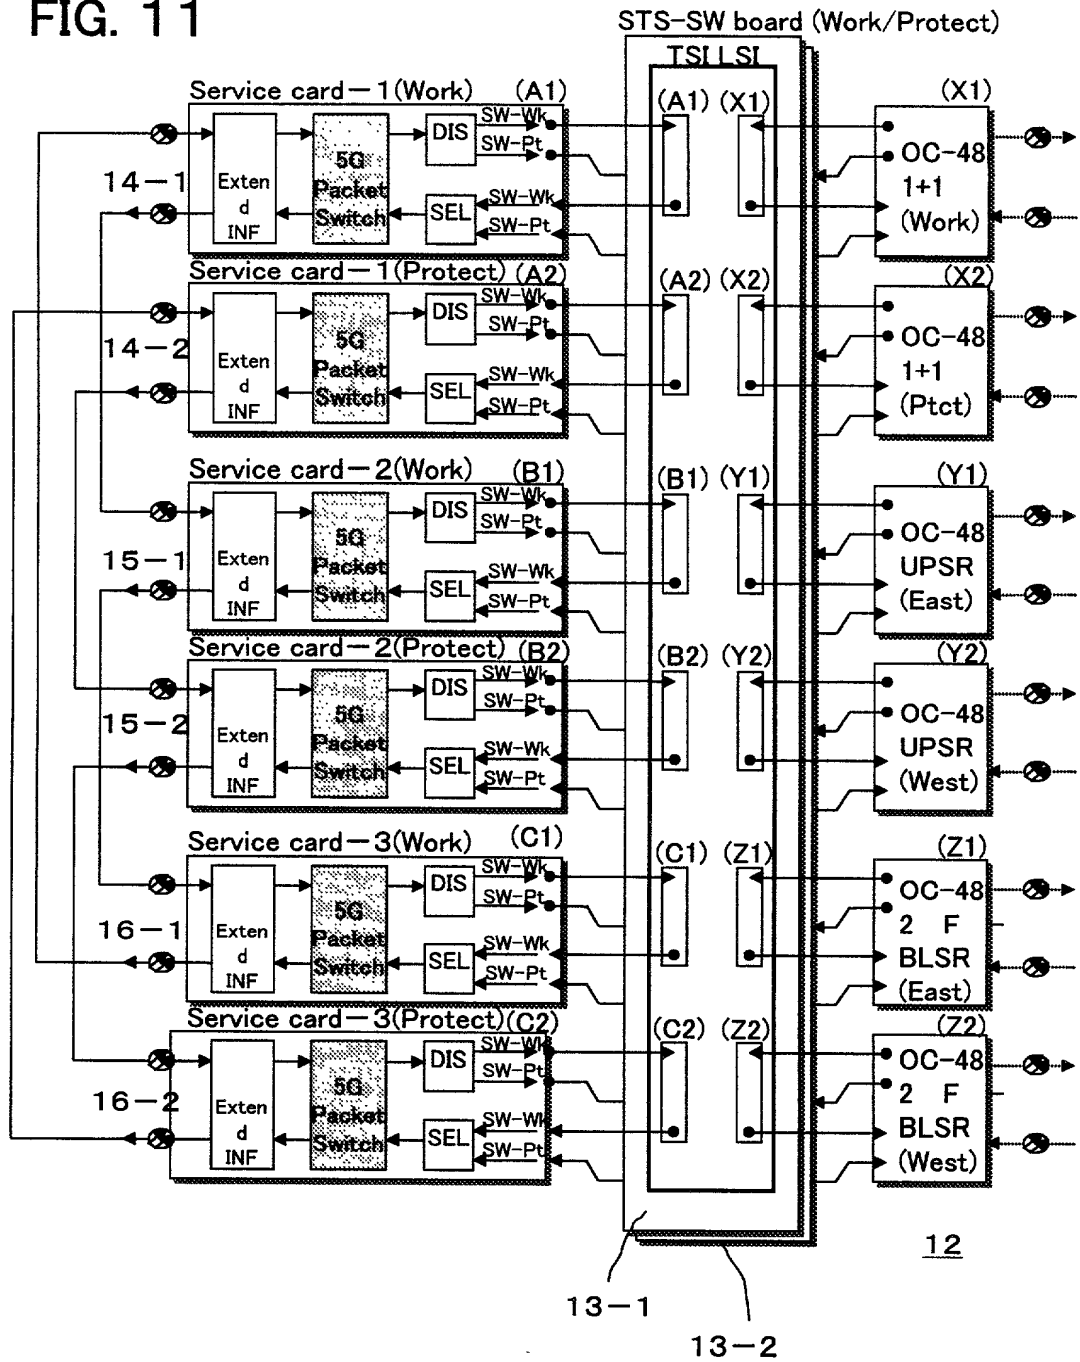 FIG. 11
STS-SW board (Work/Protect)
TSI LSI
Service card-1(Work) (A1)
14-1
Exten
d
INF
5G
Packet
Switch
DIS
SEL
SW-Wk
SW-Pt
SW-Wk
SW-Pt
(A1) (X1)
(X1)
OC-48
1+1
(Work)
Service card-1(Protect) (A2)
14-2
Exten
d
INF
5G
Packet
Switch
DIS
SEL
SW-Wk
SW-Pt
SW-Wk
SW-Pt
(A2) (X2)
(X2)
OC-48
1+1
(Ptct)
Service card-2(Work) (B1)
15-1
Exten
d
INF
5G
Packet
Switch
DIS
SEL
SW-Wk
SW-Pt
SW-Wk
SW-Pt
(B1) (Y1)
(Y1)
OC-48
UPSR
(East)
Service card-2(Protect) (B2)
15-2
Exten
d
INF
5G
Packet
Switch
DIS
SEL
SW-Wk
SW-Pt
SW-Wk
SW-Pt
(B2) (Y2)
(Y2)
OC-48
UPSR
(West)
Service card-3(Work) (C1)
16-1
Exten
d
INF
5G
Packet
Switch
DIS
SEL
SW-Wk
SW-Pt
SW-Wk
SW-Pt
(C1) (Z1)
(Z1)
OC-48
2 F
BLSR
(East)
Service card-3(Protect) (C2)
16-2
Exten
d
INF
5G
Packet
Switch
DIS
SEL
SW-Wk
SW-Pt
SW-Wk
SW-Pt
(C2) (Z2)
(Z2)
OC-48
2 F
BLSR
(West)
12
13-1
13-2